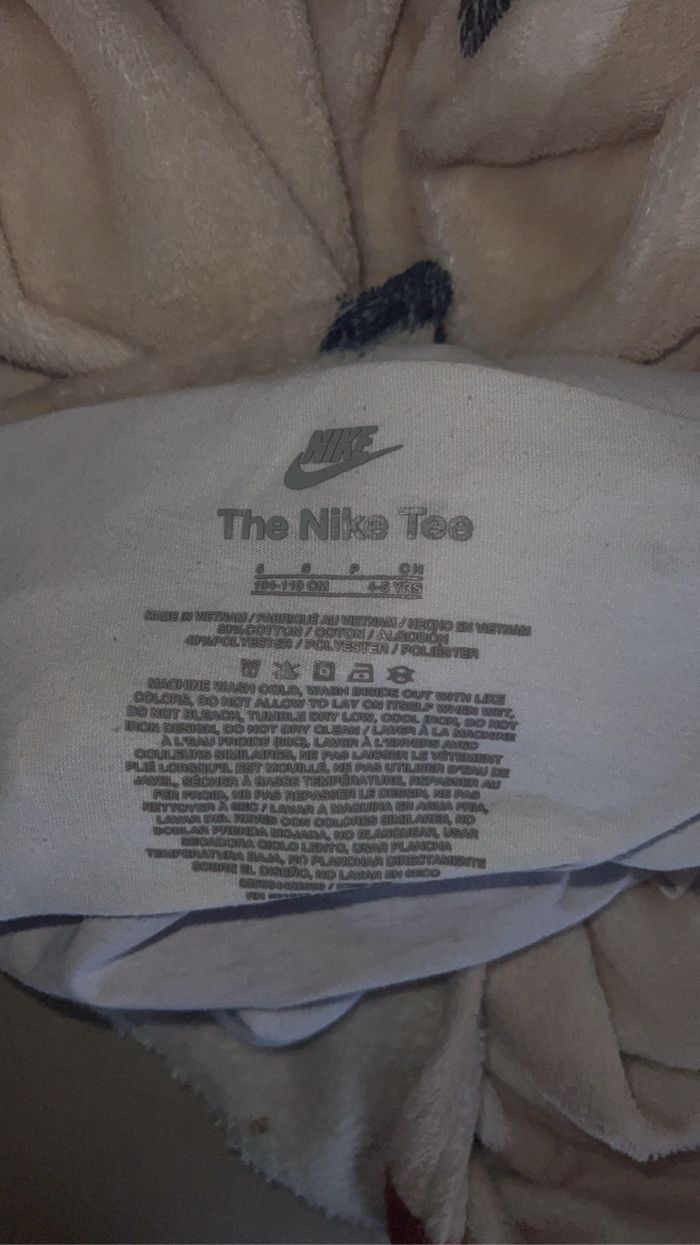 NIKE
The Nike Tee
S S P CH
104-110 CM 4-5 YRS
MADE IN VIETNAM / FABRIQUÉ AU VIETNAM / HECHO EN VIETNAM
COTTON / COTON / ALGODÓN
POLYESTER / POLYESTER / POLIÉSTER
MACHINE WASH COLD, WASH INSIDE OUT WITH LIKE
COLORS, DO NOT ALLOW TO LAY ON ITSELF WHEN WET,
DO NOT BLEACH, TUMBLE DRY LOW, COOL IRON, DO NOT
IRON DESIGN, DO NOT DRY CLEAN / LAVER À LA MACHINE
À L'EAU FROIDE (30C), LAVER À L'ENVERS AVEC
COULEURS SIMILAIRES, NE PAS LAISSER LE VÊTEMENT
PLIÉ LORSQU'IL EST MOUILLÉ, NE PAS UTILISER D'EAU DE
JAVEL, SÉCHER À BASSE TEMPÉRATURE, REPASSER AU
FER FROID, NE PAS REPASSER LE DESSIN, NE PAS
NETTOYER À SEC / LAVAR A MAQUINA EN AGUA FRIA,
LAVAR DEL REVES CON COLORES SIMILARES, NO
DOBLAR PRENDA MOJADA, NO BLANQUEAR, USAR
SECADORA CICLO LENTO, USAR PLANCHA
TEMPERATURA BAJA, NO PLANCHAR DIRECTAMENTE
SOBRE EL DISEÑO, NO LAVAR EN SECO